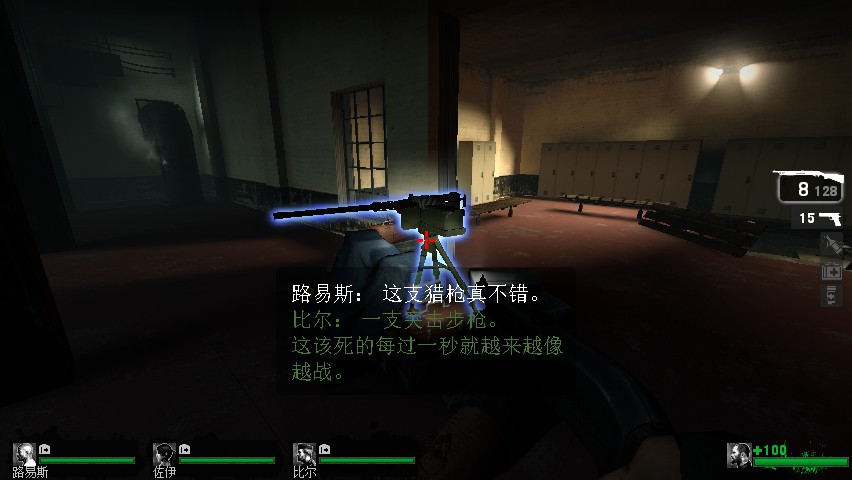 8 128
15
路易斯： 这支猎枪真不错。
比尔： 一支突击步枪。
这该死的每过一秒就越来越像
越战。
路易斯
佐伊
比尔
+100